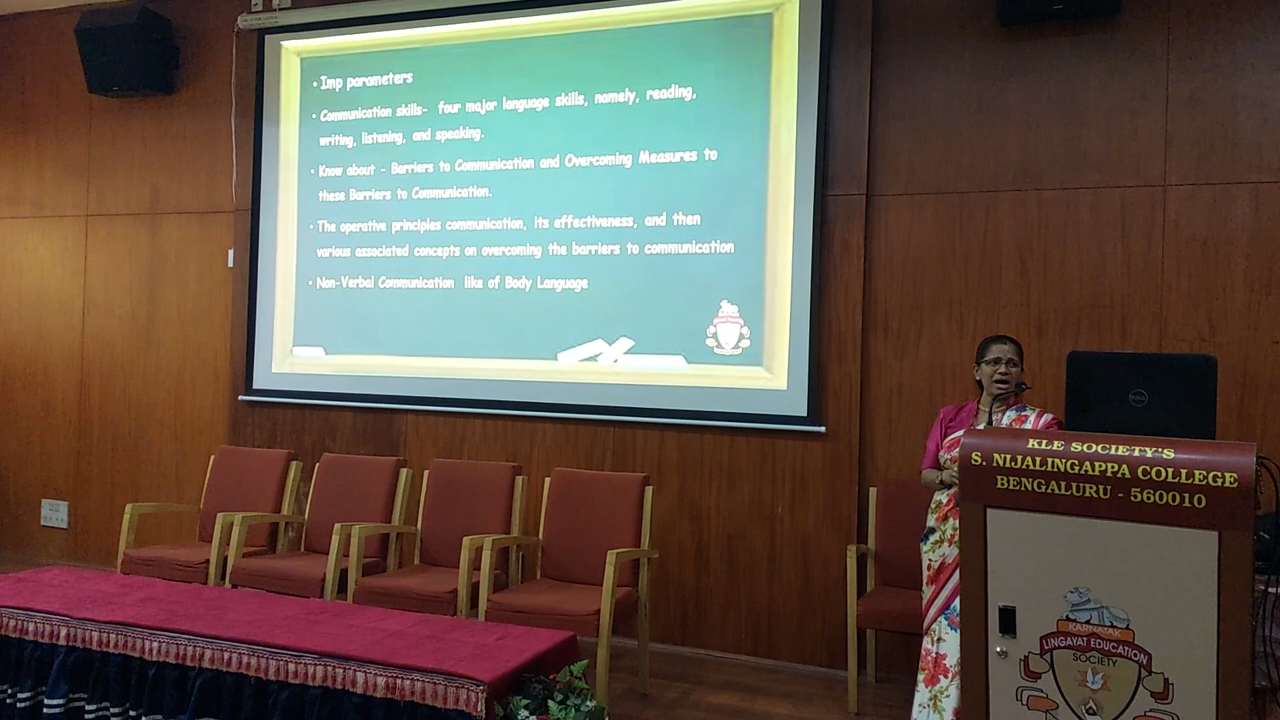 • Imp parameters
• Communication skills- four major language skills, namely, reading,
writing, listening, and speaking.
• Know about - Barriers to Communication and Overcoming Measures to
these Barriers to Communication.
• The operative principles communication, its effectiveness, and then
various associated concepts on overcoming the barriers to communication
• Non-Verbal Communication like of Body Language
DELL
KLE SOCIETY'S
S. NIJALINGAPPA COLLEGE
BENGALURU - 560010
KARNATAK
LINGAYAT EDUCATION
SOCIETY